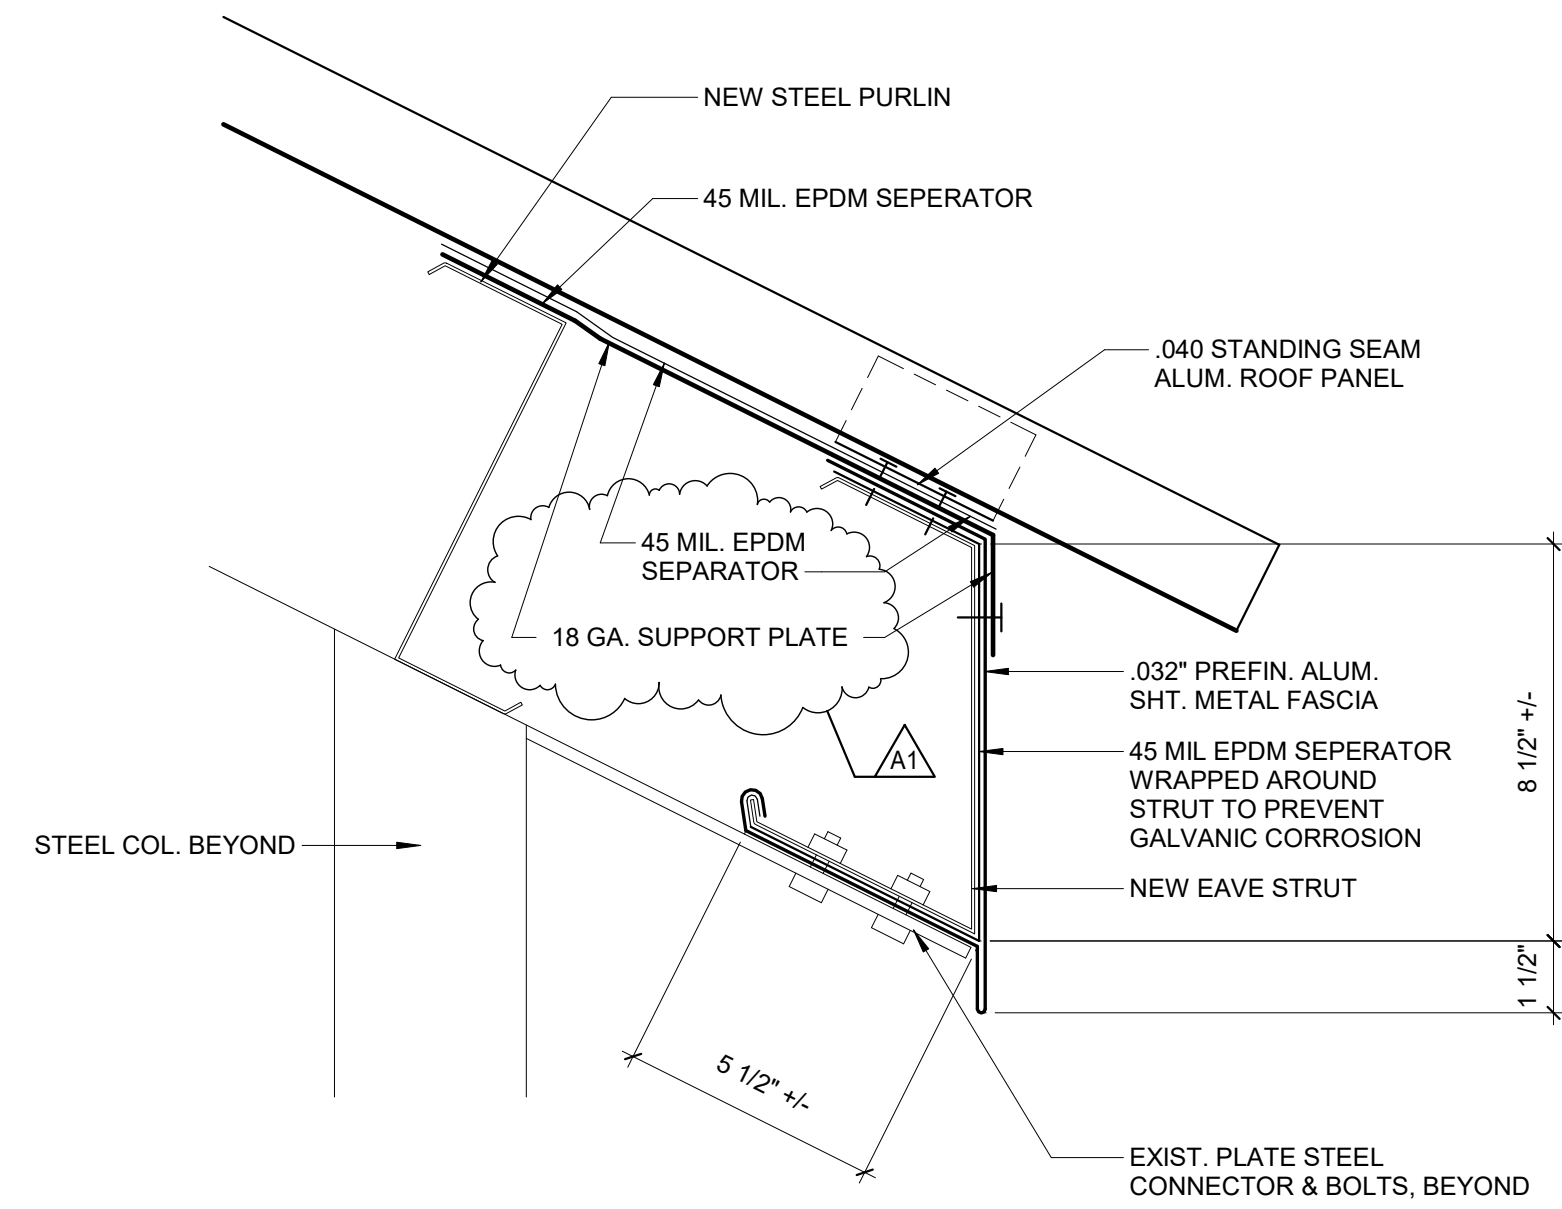 NEW STEEL PURLIN
45 MIL. EPDM SEPERATOR
.040 STANDING SEAM
ALUM. ROOF PANEL
45 MIL. EPDM
SEPARATOR
18 GA. SUPPORT PLATE
.032" PREFIN. ALUM.
SHT. METAL FASCIA
8 1/2" +/-
A1
45 MIL EPDM SEPERATOR
WRAPPED AROUND
STRUT TO PREVENT
GALVANIC CORROSION
STEEL COL. BEYOND
NEW EAVE STRUT
1 1/2"
5 1/2" +/-
EXIST. PLATE STEEL
CONNECTOR & BOLTS, BEYOND